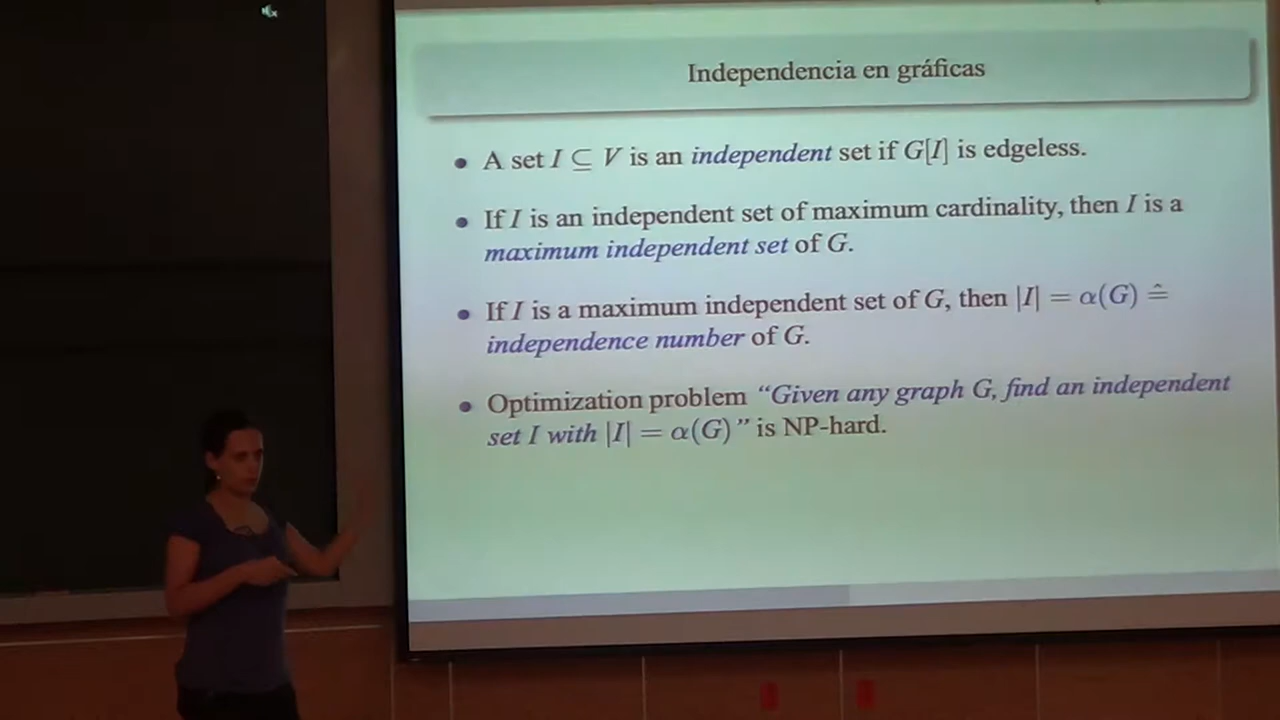 Independencia en gráficas
• A set I ⊆ V is an independent set if G[I] is edgeless.
• If I is an independent set of maximum cardinality, then I is a
maximum independent set of G.
• If I is a maximum independent set of G, then |I| = α(G) ≙
independence number of G.
• Optimization problem “Given any graph G, find an independent
set I with |I| = α(G)” is NP-hard.